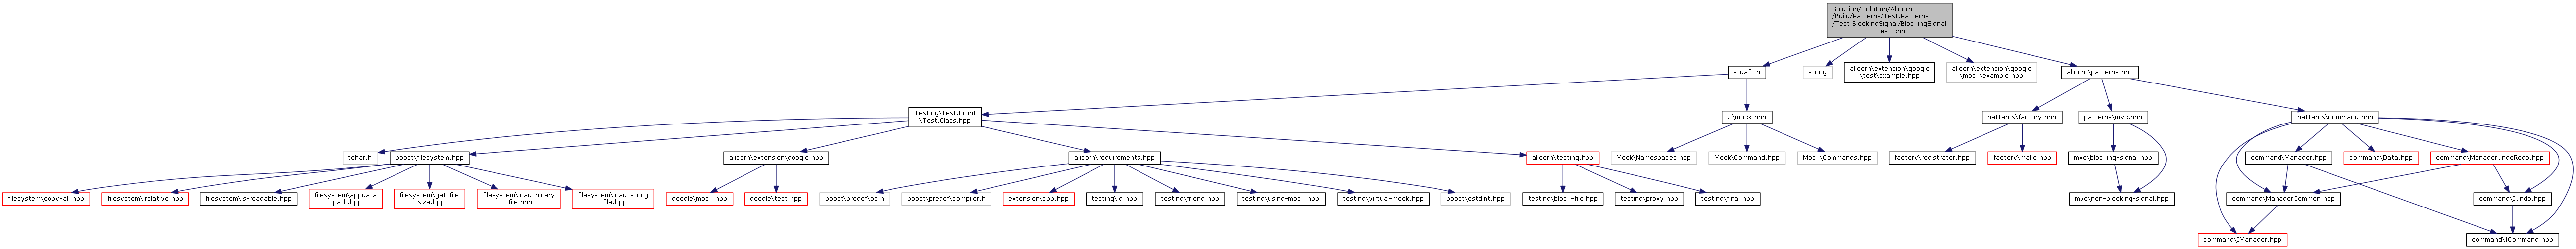 Solution/Solution/Alicorn
/Build/Patterns/Test.Patterns
/Test.BlockingSignal/BlockingSignal
_test.cpp
stdafx.h
string
alicorn\extension\google
\test\example.hpp
alicorn\extension\google
\mock\example.hpp
alicorn\patterns.hpp
Testing\Test.Front
\Test.Class.hpp
..\mock.hpp
patterns\factory.hpp
patterns\mvc.hpp
patterns\command.hpp
tchar.h
boost\filesystem.hpp
alicorn\extension\google.hpp
alicorn\requirements.hpp
alicorn\testing.hpp
Mock\Namespaces.hpp
Mock\Command.hpp
Mock\Commands.hpp
factory\registrator.hpp
factory\make.hpp
mvc\blocking-signal.hpp
command\Manager.hpp
command\Data.hpp
command\ManagerUndoRedo.hpp
filesystem\copy-all.hpp
filesystem\relative.hpp
filesystem\is-readable.hpp
filesystem\appdata
-path.hpp
filesystem\get-file
-size.hpp
filesystem\load-binary
-file.hpp
filesystem\load-string
-file.hpp
google\mock.hpp
google\test.hpp
boost\predef\os.h
boost\predef\compiler.h
extension\cpp.hpp
testing\d.hpp
testing\friend.hpp
testing\using-mock.hpp
testing\virtual-mock.hpp
boost\cstdint.hpp
testing\block-file.hpp
testing\proxy.hpp
testing\final.hpp
mvc\non-blocking-signal.hpp
command\ManagerCommon.hpp
command\IUndo.hpp
command\IManager.hpp
command\ICommand.hpp